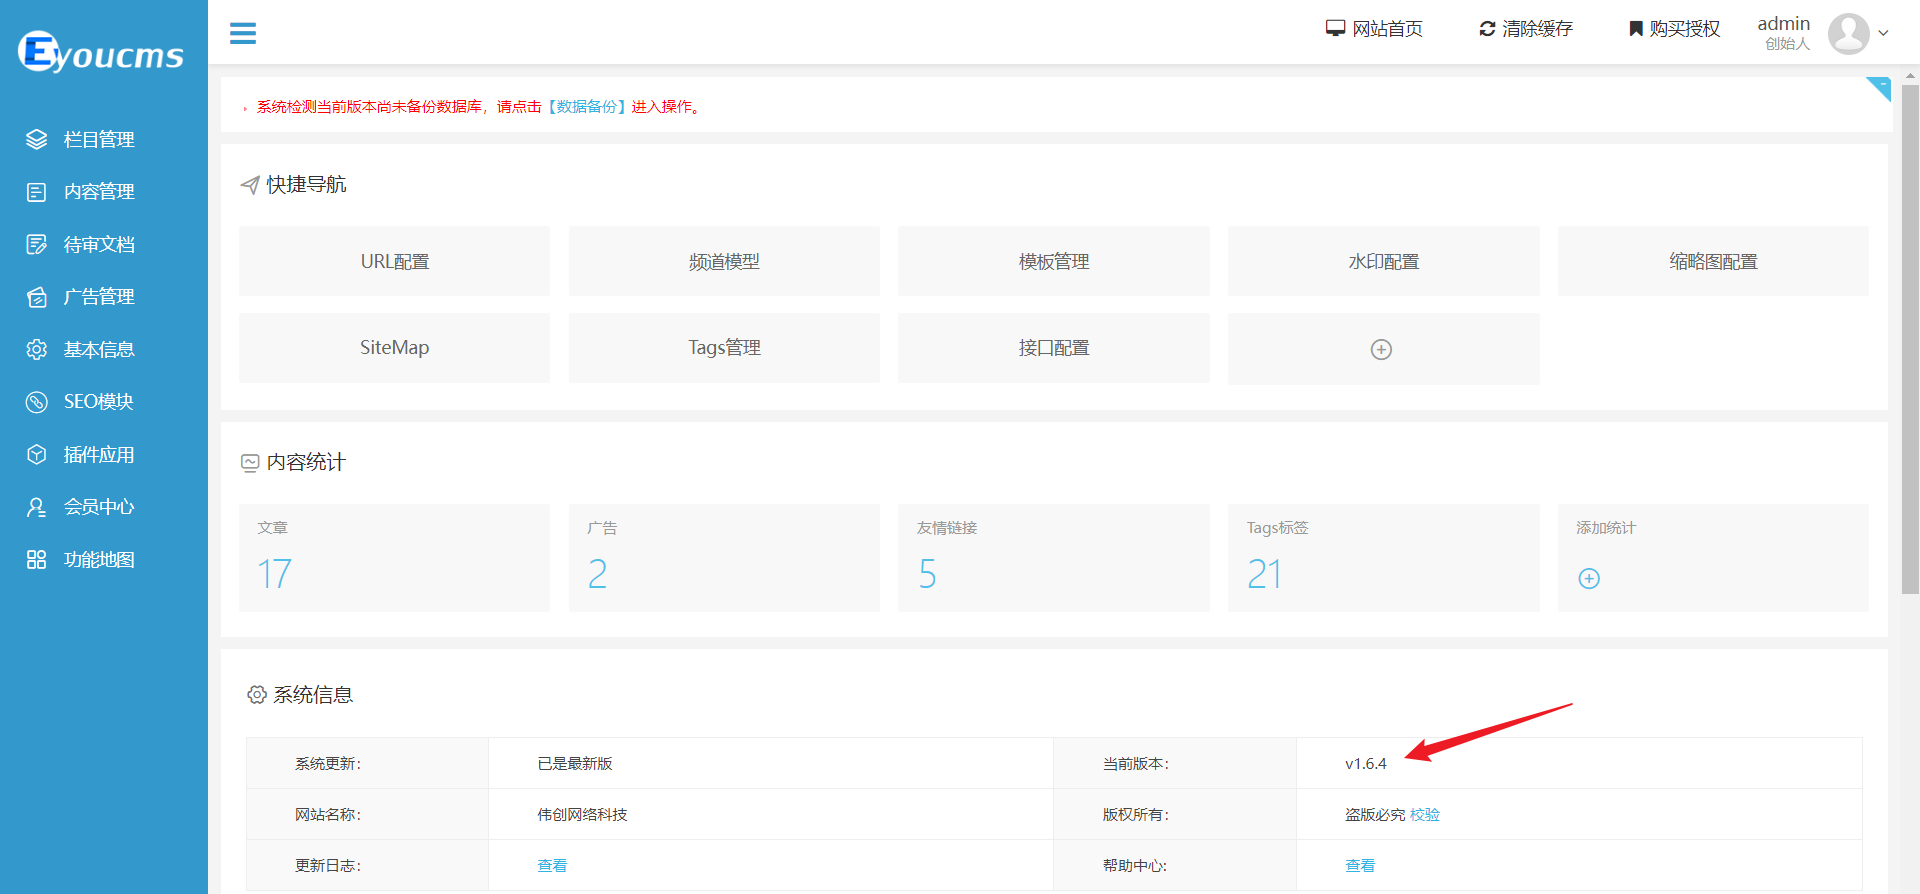 Eyoucms
网站首页
清除缓存
购买授权
admin
创始人
栏目管理
内容管理
待审文档
广告管理
基本信息
SEO模块
插件应用
会员中心
功能地图
系统检测当前版本尚未备份数据库，请点击【数据备份】进入操作。
快捷导航
URL配置
频道模型
模板管理
水印配置
缩略图配置
SiteMap
Tags管理
接口配置
内容统计
文章
17
广告
2
友情链接
5
Tags标签
21
添加统计
系统信息
系统更新： 已是最新版 当前版本： v1.6.4
网站名称： 伟创网络科技 版权所有： 盗版必究 校验
更新日志： 查看 帮助中心: 查看